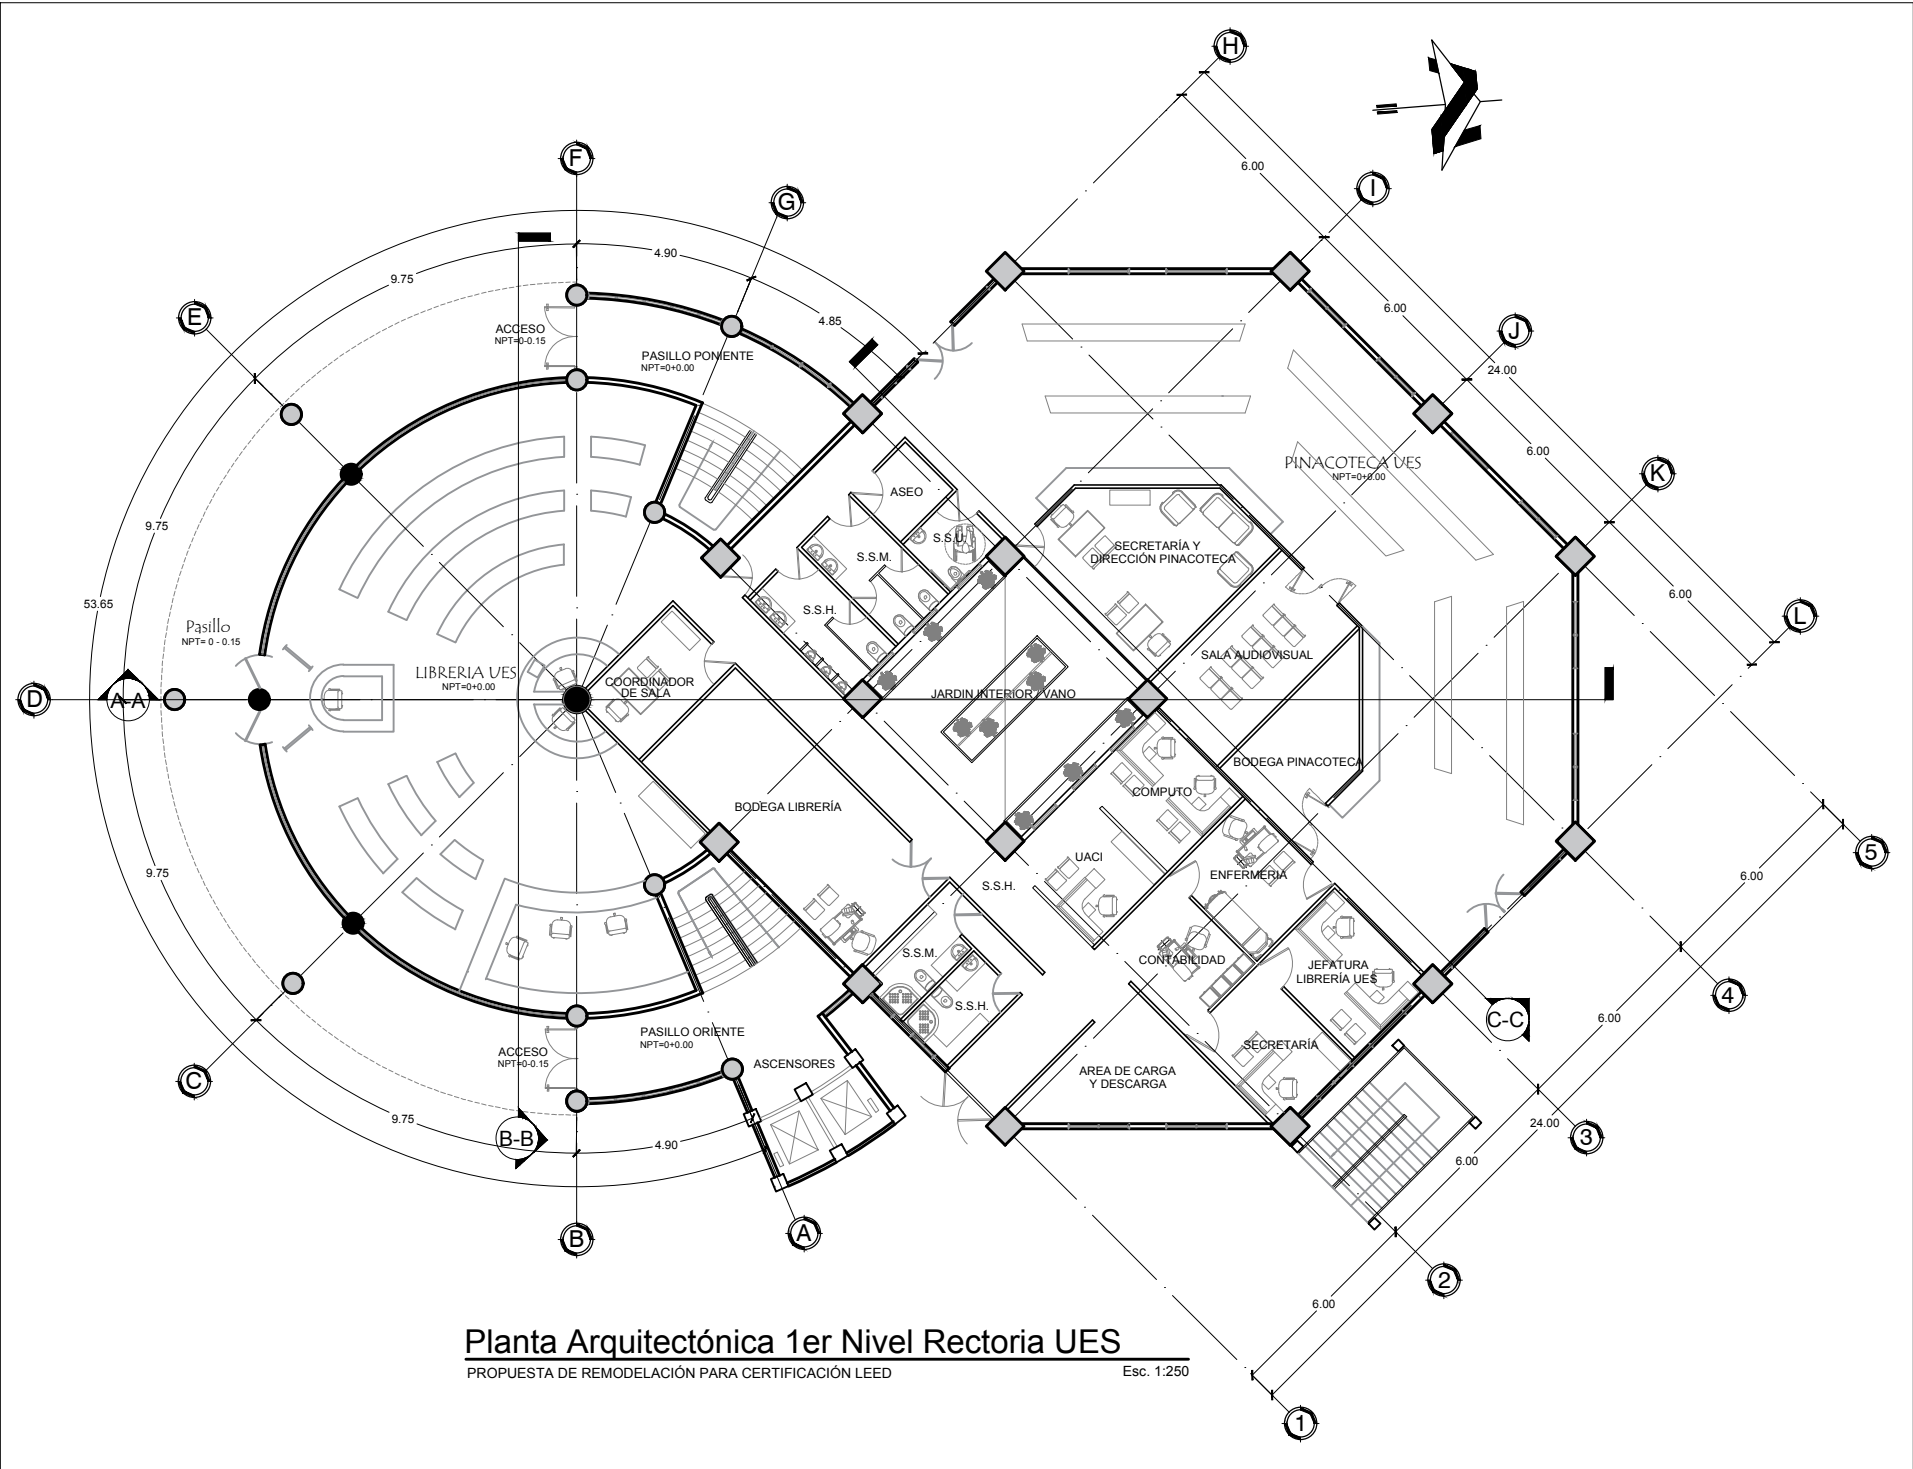 H
F
I
6.00
G
4.90
9.75
6.00
E
4.85
ACCESO
NPT=0-0.15
J
PASILLO PONIENTE
NPT=0+0.00
24.00
6.00
PINACOTECA UES
NPT=0+0.00
K
ASEO
9.75
S.S.U.
SECRETARÍA Y
DIRECCIÓN PINACOTECA
S.S.M.
6.00
53.65
S.S.H.
L
Pasillo
NPT= 0 - 0.15
SALA AUDIOVISUAL
LIBRERIA UES
NPT=0+0.00
COORDINADOR
DE SALA
JARDIN INTERIOR / VANO
D
A-A
BODEGA PINACOTECA
COMPUTO
BODEGA LIBRERÍA
5
UACI
9.75
ENFERMERIA
6.00
S.S.H.
S.S.M.
CONTABILIDAD
JEFATURA
LIBRERÍA UES
4
S.S.H.
C-C
6.00
PASILLO ORIENTE
NPT=0+0.00
SECRETARÍA
ACCESO
NPT=0-0.15
ASCENSORES
AREA DE CARGA
Y DESCARGA
C
9.75
24.00
B-B
4.90
3
6.00
A
B
2
6.00
Planta Arquitectónica 1er Nivel Rectoria UES
PROPUESTA DE REMODELACIÓN PARA CERTIFICACIÓN LEED
Esc. 1:250
1